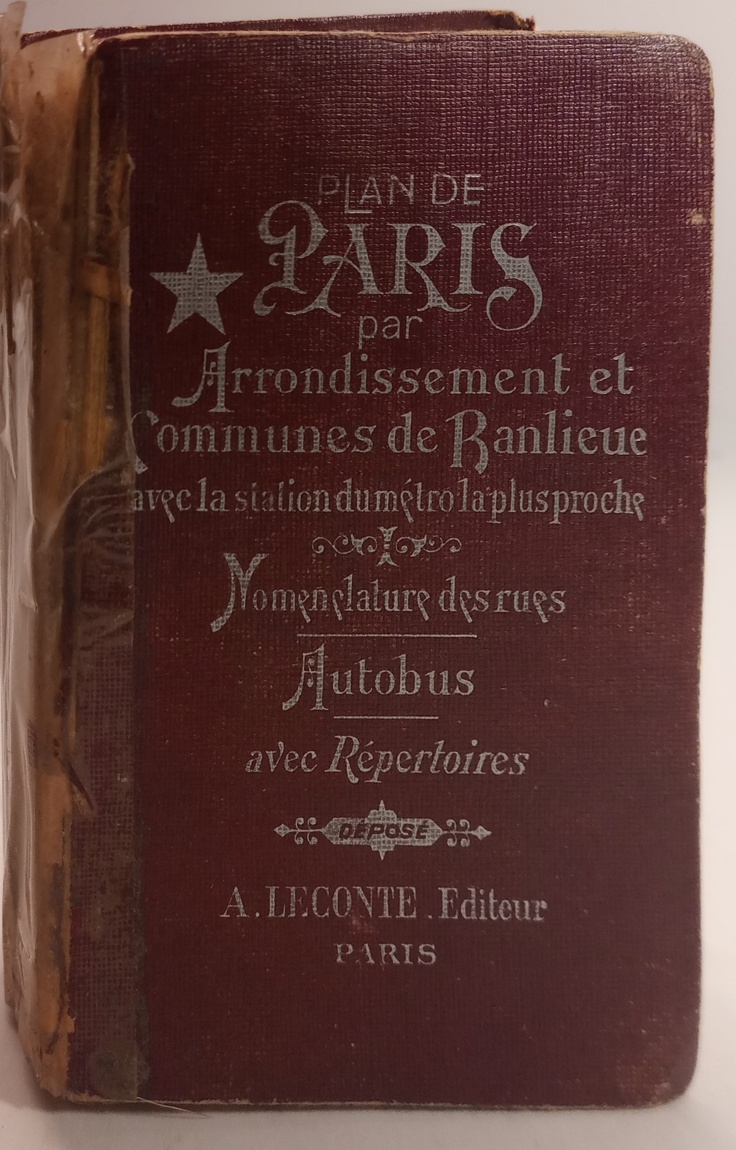 PLAN DE
PARIS
par
Arrondissement et
Communes de Banlieue
avec la station du métro la plus proche
Nomenclature des rues
Autobus
avec Répertoires
DÉPOSÉ
A. LECONTE. Editeur
PARIS